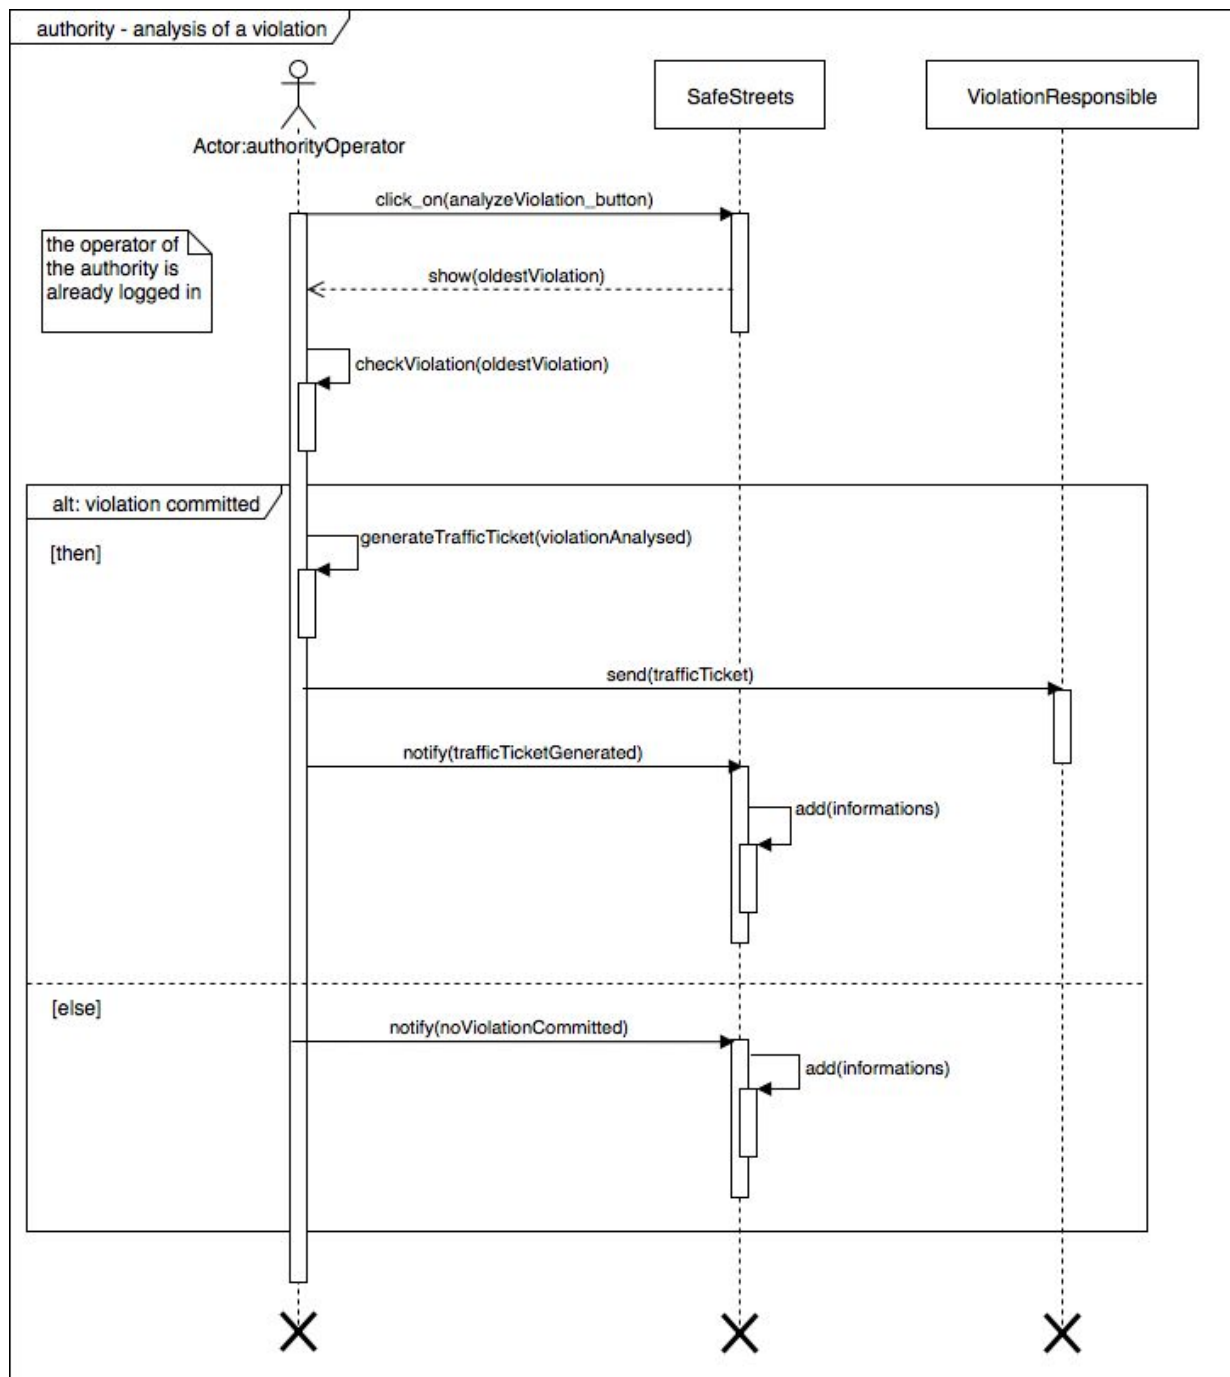 authority - analysis of a violation
SafeStreets
ViolationResponsible
Actor:authorityOperator
click_on(analyzeViolation_button)
the operator of
the authority is
already logged in
show(oldestViolation)
checkViolation(oldestViolation)
alt: violation committed
[then]
generateTrafficTicket(violationAnalysed)
send(trafficTicket)
notify(trafficTicketGenerated)
add(informations)
[else]
notify(noViolationCommitted)
add(informations)